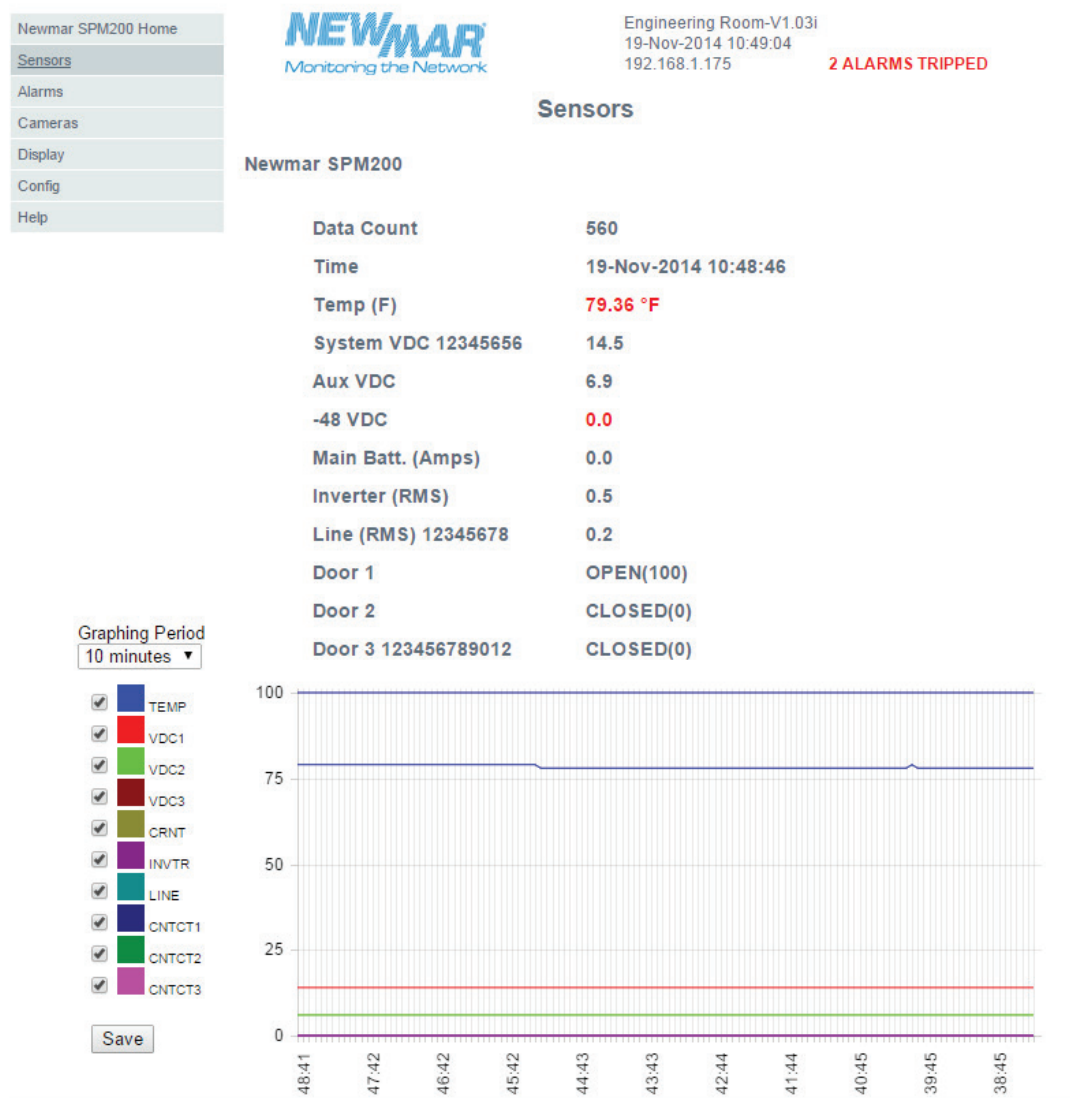 Newmar SPM200 Home
Sensors
Alarms
Cameras
Display
Config
Help
NEWMAR
Monitoring the Network
Engineering Room-V1.03i
19-Nov-2014 10:49:04
192.168.1.175 2 ALARMS TRIPPED
Sensors
Newmar SPM200
Data Count 560
Time 19-Nov-2014 10:48:46
Temp (F) 79.36 °F
System VDC 12345656 14.5
Aux VDC 6.9
-48 VDC 0.0
Main Batt. (Amps) 0.0
Inverter (RMS) 0.5
Line (RMS) 12345678 0.2
Door 1 OPEN(100)
Door 2 CLOSED(0)
Door 3 123456789012 CLOSED(0)
Graphing Period
10 minutes
TEMP
VDC1
VDC2
VDC3
CRNT
INVTR
LINE
CNTCT1
CNTCT2
CNTCT3
Save
100
75
50
25
0
48:41
47:42
46:42
45:42
44:43
43:43
42:44
41:44
40:45
39:45
38:45